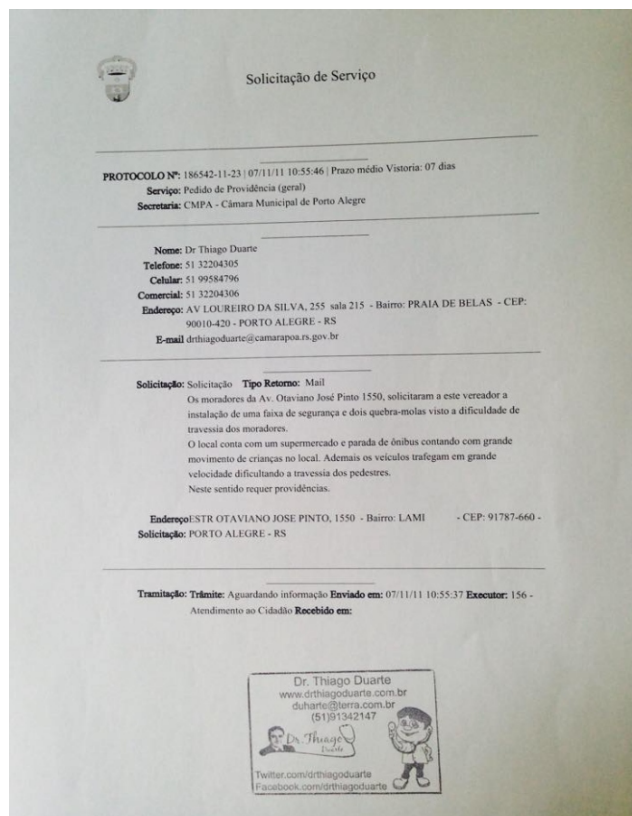 Solicitação de Serviço
PROTOCOLO Nº: 186542-11-23 | 07/11/11 10:55:46 | Prazo médio Vistoria: 07 dias
Serviço: Pedido de Providência (geral)
Secretaria: CMPA - Câmara Municipal de Porto Alegre
Nome: Dr Thiago Duarte
Telefone: 51 32204305
Celular: 51 99584796
Comercial: 51 32204306
Endereço: AV LOUREIRO DA SILVA, 255 sala 215 - Bairro: PRAIA DE BELAS - CEP:
90010-420 - PORTO ALEGRE - RS
E-mail drthiagoduarte@camarapoa.rs.gov.br
Solicitação: Solicitação Tipo Retorno: Mail
Os moradores da Av. Otaviano José Pinto 1550, solicitaram a este vereador a
instalação de uma faixa de segurança e dois quebra-molas visto a dificuldade de
travessia dos moradores.
O local conta com um supermercado e parada de ônibus contando com grande
movimento de crianças no local. Ademais os veículos trafegam em grande
velocidade dificultando a travessia dos pedestres.
Neste sentido requer providências.
Endereço ESTR OTAVIANO JOSE PINTO, 1550 - Bairro: LAMI - CEP: 91787-660 -
Solicitação: PORTO ALEGRE - RS
Tramitação: Trâmite: Aguardando informação Enviado em: 07/11/11 10:55:37 Executor: 156 -
Atendimento ao Cidadão Recebido em:
Dr. Thiago Duarte
www.drthiagoduarte.com.br
duharte@terra.com.br
(51)91342147
Dr. Thiago
Duarte
Twitter.com/drthiagoduarte
Facebook.com/drthiagoduarte